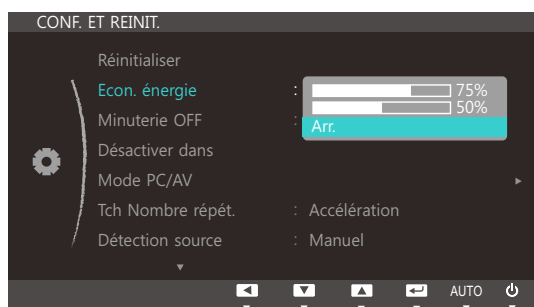 CONF. ET REINIT.
Réinitialiser
Econ. énergie :
75%
50%
Arr.
Minuterie OFF :
Désactiver dans
Mode PC/AV
Tch Nombre répét. : Accélération
Détection source : Manuel
AUTO